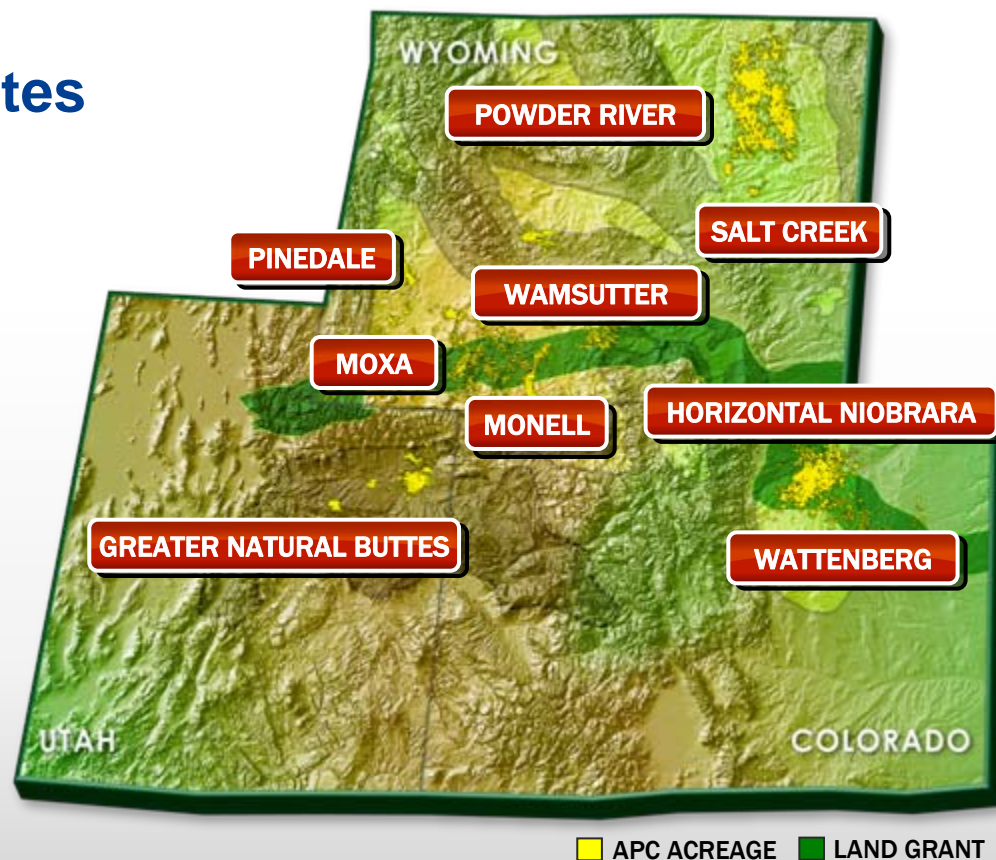 tes
WYOMING
POWDER RIVER
SALT CREEK
PINEDALE
WAMSUTTER
MOXA
HORIZONTAL NIOBRARA
MONELL
GREATER NATURAL BUTTES
WATTENBERG
UTAH
COLORADO
APC ACREAGE
LAND GRANT